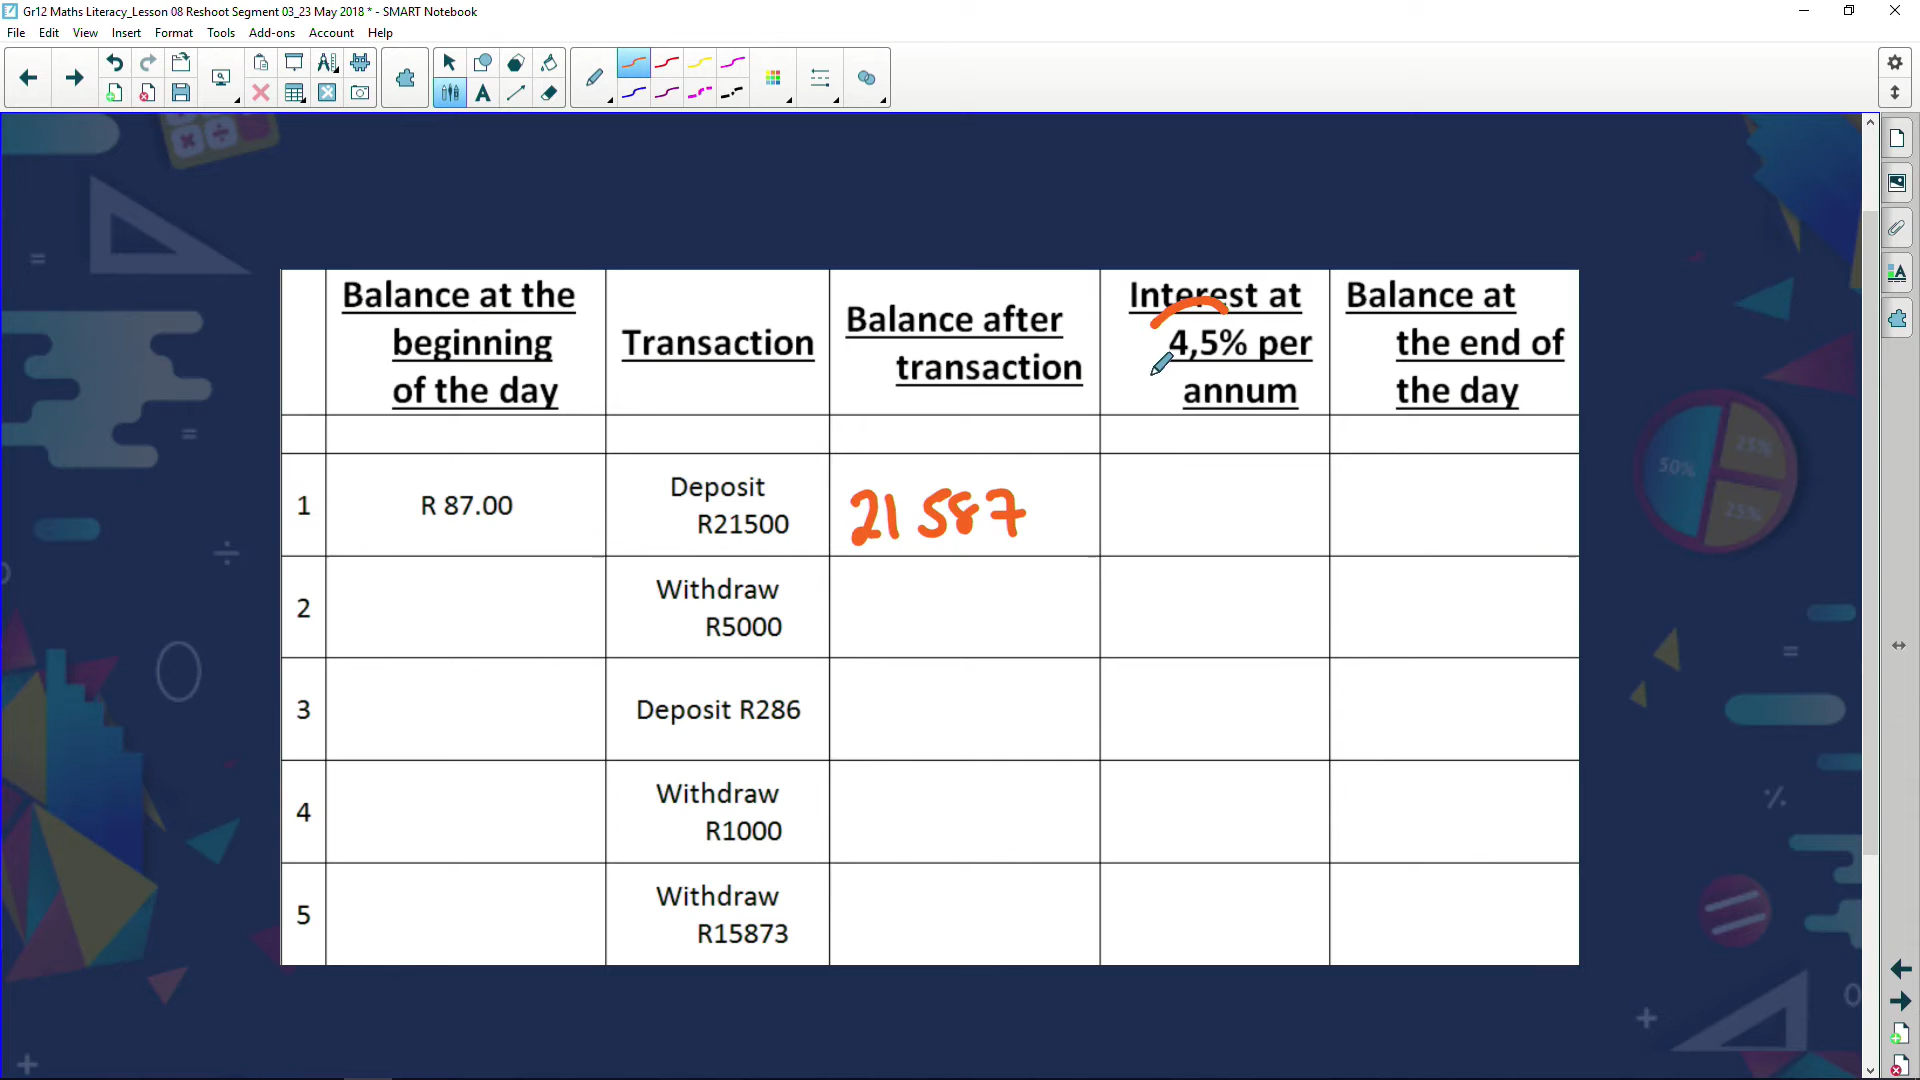 Gr12 Maths Literacy_Lesson 08 Reshoot Segment 03_23 May 2018 * - SMART Notebook
File Edit View Insert Format Tools Add-ons Account Help
Balance at the
beginning
of the day
Transaction
Balance after
transaction
Interest at
4,5% per
annum
Balance at
the end of
the day
1
R 87.00
Deposit
R21500
21 587
2
Withdraw
R5000
3
Deposit R286
4
Withdraw
R1000
5
Withdraw
R15873
50%
25%
25%